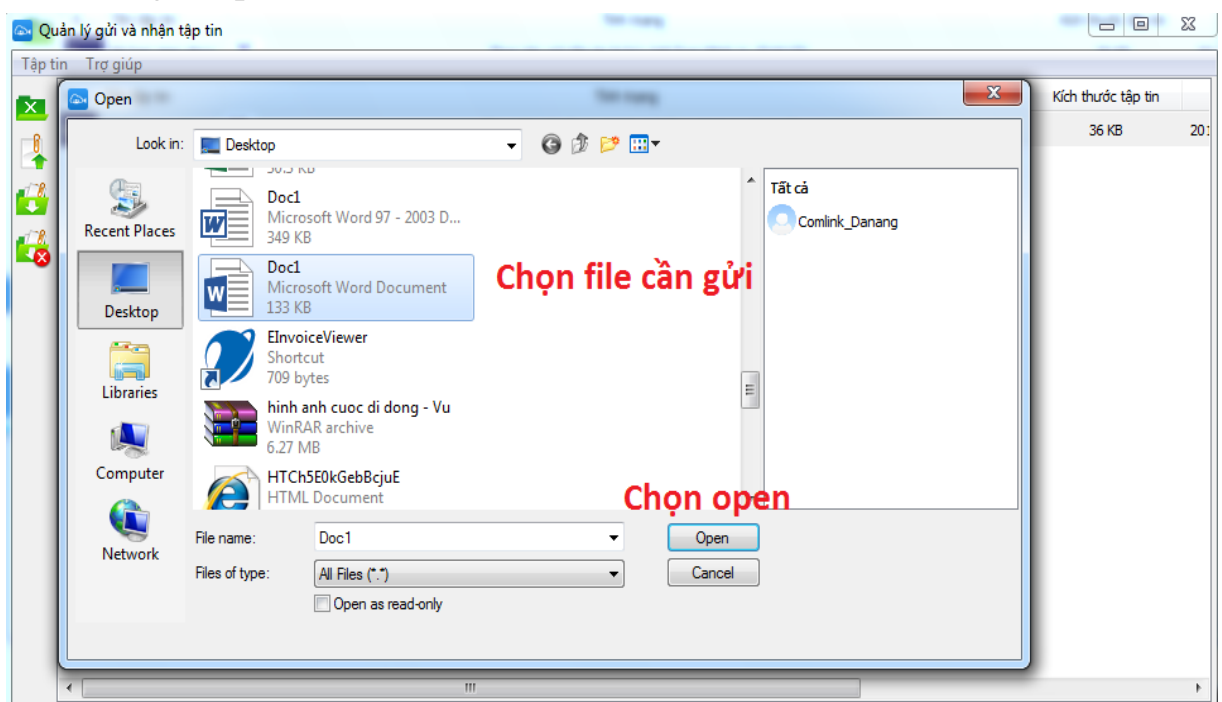 Quản lý gửi và nhận tập tin
Tập tin Trợ giúp
Open
Kích thước tập tin
36 KB
Look in:
Desktop
Doc1
Microsoft Word 97 - 2003 D...
349 KB
Doc1
Microsoft Word Document
133 KB
EInvoiceViewer
Shortcut
709 bytes
hinh anh cuoc di dong - Vu
WinRAR archive
6.27 MB
HTCh5E0kGebBcjuE
HTML Document
Recent Places
Desktop
Libraries
Computer
Network
Tất cả
Comlink_Danang
Chọn file cần gửi
Chọn open
File name:
Doc1
Open
Files of type:
All Files (*.*)
Cancel
Open as read-only